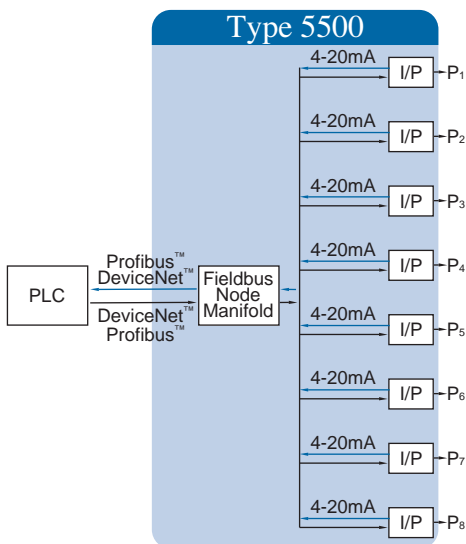 Type 5500
4-20mA
I/P
P₁
4-20mA
I/P
P₂
4-20mA
I/P
P₃
4-20mA
I/P
P₄
Profibus™
DeviceNet™
PLC
Fieldbus
Node
Manifold
DeviceNet™
Profibus™
4-20mA
I/P
P₅
4-20mA
I/P
P₆
4-20mA
I/P
P₇
4-20mA
I/P
P₈